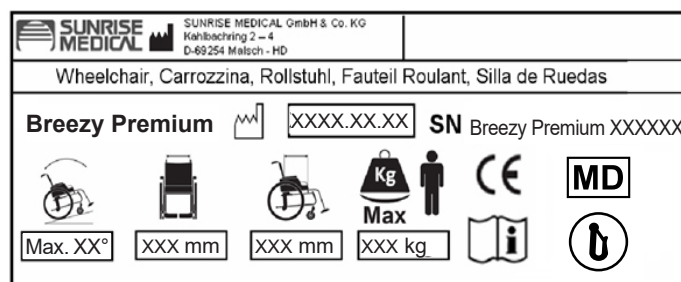 SUNRISE MEDICAL
SUNRISE MEDICAL GmbH & Co. KG
Kahlbachring 2 – 4
D-69254 Malsch - HD
Wheelchair, Carrozzina, Rollstuhl, Fauteil Roulant, Silla de Ruedas
Breezy Premium XXXX.XX.XX SN Breezy Premium XXXXXX
Kg
Max
CE
MD
Max. XX° XXX mm XXX mm XXX kg
i